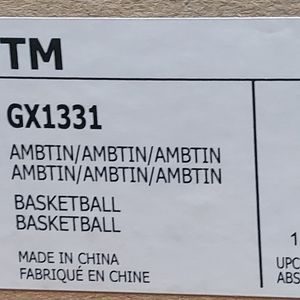 TM
GX1331
AMBTIN/AMBTIN/AMBTIN
AMBTIN/AMBTIN/AMBTIN
BASKETBALL
BASKETBALL
MADE IN CHINA
FABRIQUÉ EN CHINE
1
UPC
ABS